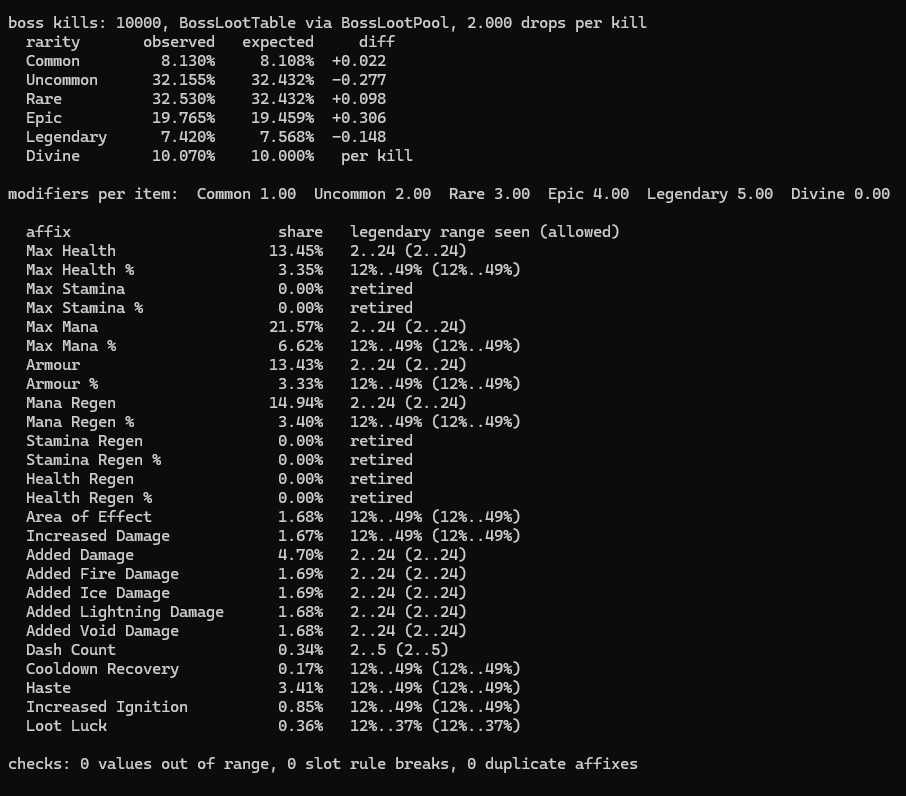 boss kills: 10000, BossLootTable via BossLootPool, 2.000 drops per kill
rarity observed expected diff
Common 8.130% 8.108% +0.022
Uncommon 32.155% 32.432% -0.277
Rare 32.530% 32.432% +0.098
Epic 19.765% 19.459% +0.306
Legendary 7.420% 7.568% -0.148
Divine 10.070% 10.000% per kill
modifiers per item: Common 1.00 Uncommon 2.00 Rare 3.00 Epic 4.00 Legendary 5.00 Divine 0.00
affix share legendary range seen (allowed)
Max Health 13.45% 2..24 (2..24)
Max Health % 3.35% 12%..49% (12%..49%)
Max Stamina 0.00% retired
Max Stamina % 0.00% retired
Max Mana 21.57% 2..24 (2..24)
Max Mana % 6.62% 12%..49% (12%..49%)
Armour 13.43% 2..24 (2..24)
Armour % 3.33% 12%..49% (12%..49%)
Mana Regen 14.94% 2..24 (2..24)
Mana Regen % 3.40% 12%..49% (12%..49%)
Stamina Regen 0.00% retired
Stamina Regen % 0.00% retired
Health Regen 0.00% retired
Health Regen % 0.00% retired
Area of Effect 1.68% 12%..49% (12%..49%)
Increased Damage 1.67% 12%..49% (12%..49%)
Added Damage 4.70% 2..24 (2..24)
Added Fire Damage 1.69% 2..24 (2..24)
Added Ice Damage 1.69% 2..24 (2..24)
Added Lightning Damage 1.68% 2..24 (2..24)
Added Void Damage 1.68% 2..24 (2..24)
Dash Count 0.34% 2..5 (2..5)
Cooldown Recovery 0.17% 12%..49% (12%..49%)
Haste 3.41% 12%..49% (12%..49%)
Increased Ignition 0.85% 12%..49% (12%..49%)
Loot Luck 0.36% 12%..37% (12%..37%)
checks: 0 values out of range, 0 slot rule breaks, 0 duplicate affixes